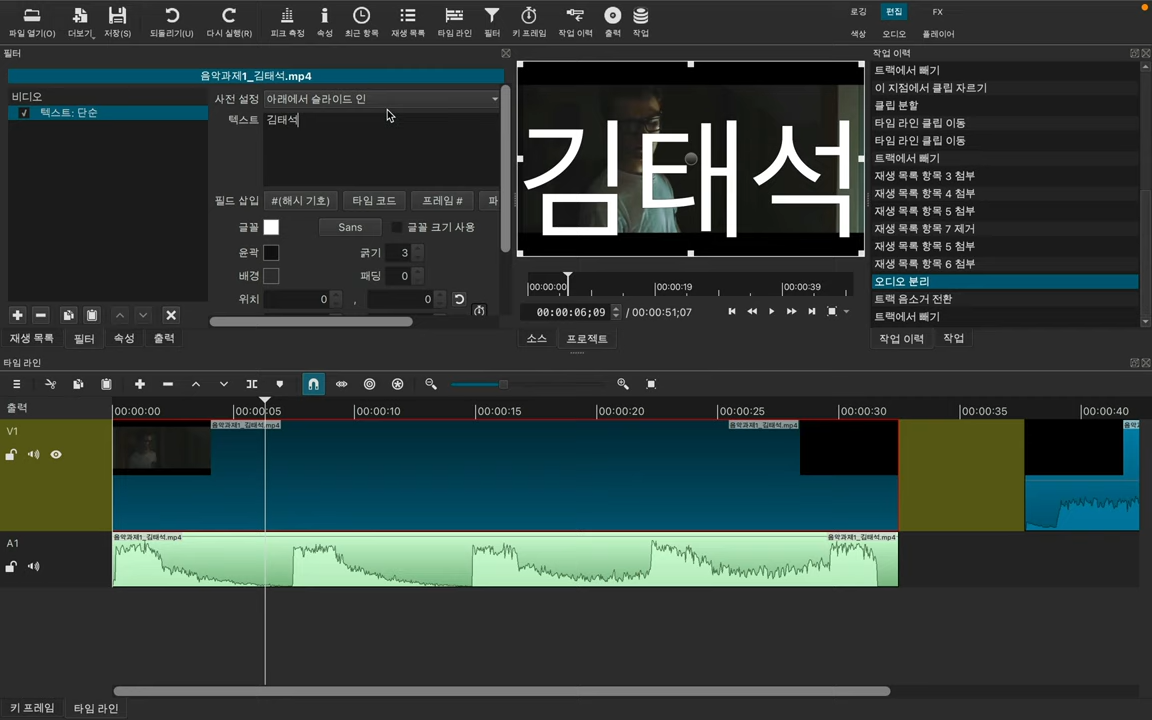 파일 열기(O) 더보기 저장(S) 되돌리기(U) 다시 실행(R) 피크 측정 속성 최근 항목 재생 목록 타임 라인 필터 키 프레임 작업 이력 출력 작업
로깅 편집 FX
색상 오디오 플레이어
필터
음악과제1_김태석.mp4
비디오
텍스트: 단순
사전 설정 아래에서 슬라이드 인
텍스트 김태석
필드 삽입 #(해시 기호) 타임 코드 프레임 # 파
글꼴 Sans 글꼴 크기 사용
윤곽 굵기 3
배경 패딩 0
위치 0 , 0
재생 목록 필터 속성 출력
김태석
00:00:00 00:00:19 00:00:39
00:00:06;09 / 00:00:51;07
소스 프로젝트
작업 이력
트랙에서 빼기
이 지점에서 클립 자르기
클립 분할
타임 라인 클립 이동
타임 라인 클립 이동
트랙에서 빼기
재생 목록 항목 3 첨부
재생 목록 항목 4 첨부
재생 목록 항목 5 첨부
재생 목록 항목 7 제거
재생 목록 항목 5 첨부
재생 목록 항목 6 첨부
오디오 분리
트랙 음소거 전환
트랙에서 빼기
작업 이력 작업
타임 라인
출력
00:00:00 00:00:05 00:00:10 00:00:15 00:00:20 00:00:25 00:00:30 00:00:35 00:00:40
V1
음악과제1_김태석.mp4 음악과제1_김태석.mp4 음악
A1
음악과제1_김태석.mp4 음악과제1_김태석.mp4
키 프레임 타임 라인